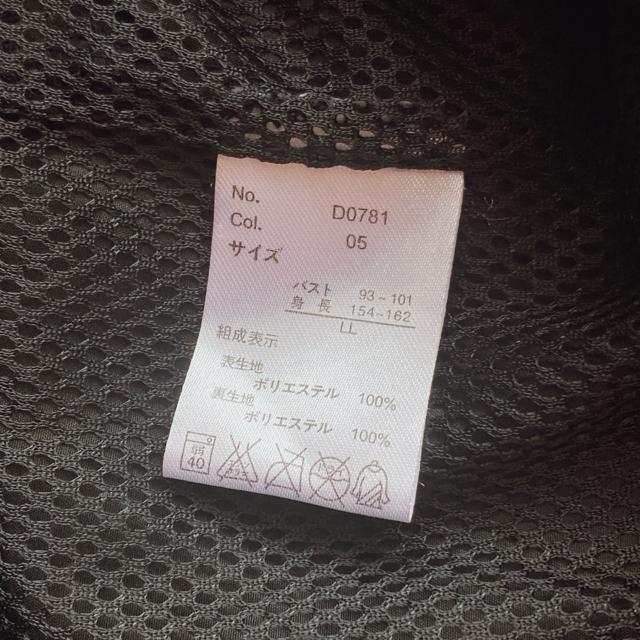 No. D0781
Col. 05
サイズ
バスト 93~101
身長 154~162
LL
組成表示
表生地
ポリエステル 100%
裏生地
ポリエステル 100%
弱
40